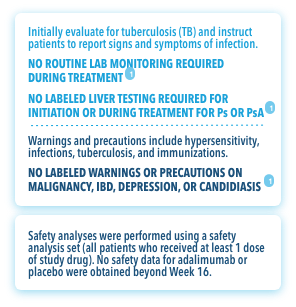 Initially evaluate for tuberculosis (TB) and instruct
patients to report signs and symptoms of infection.
NO ROUTINE LAB MONITORING REQUIRED
DURING TREATMENT 1
NO LABELED LIVER TESTING REQUIRED FOR
INITIATION OR DURING TREATMENT FOR Ps OR PsA 1
Warnings and precautions include hypersensitivity,
infections, tuberculosis, and immunizations.
NO LABELED WARNINGS OR PRECAUTIONS ON
MALIGNANCY, IBD, DEPRESSION, OR CANDIDIASIS 1
Safety analyses were performed using a safety
analysis set (all patients who received at least 1 dose
of study drug). No safety data for adalimumab or
placebo were obtained beyond Week 16.